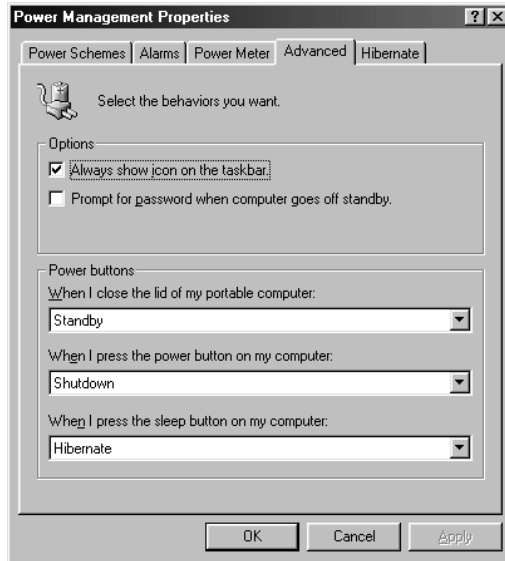 Power Management Properties
Power Schemes Alarms Power Meter Advanced Hibernate
Select the behaviors you want.
Options
Always show icon on the taskbar.
Prompt for password when computer goes off standby.
Power buttons
When I close the lid of my portable computer:
Standby
When I press the power button on my computer:
Shutdown
When I press the sleep button on my computer:
Hibernate
OK Cancel Apply